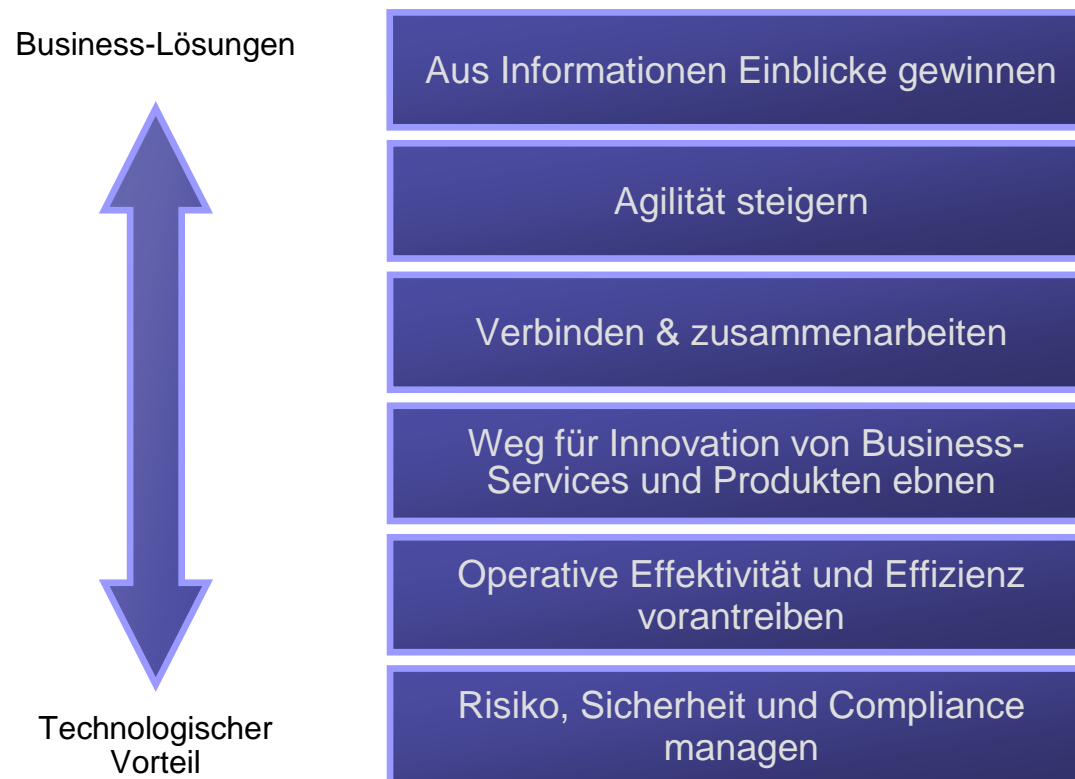 Business-Lösungen
Aus Informationen Einblicke gewinnen
Agilität steigern
Verbinden & zusammenarbeiten
Weg für Innovation von Business-
Services und Produkten ebnen
Operative Effektivität und Effizienz
vorantreiben
Risiko, Sicherheit und Compliance
managen
Technologischer
Vorteil